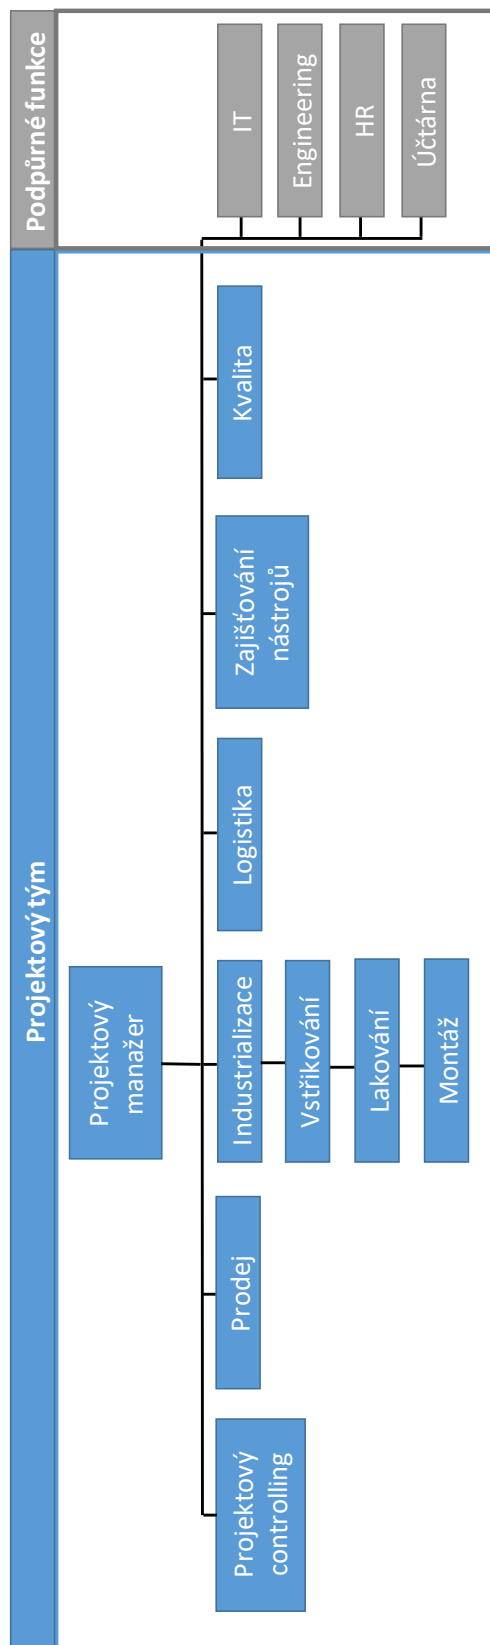 Projektový tým
Podpůrné funkce
Projektový
manažer
Projektový
controlling
Prodej
Industrializace
Vstřikování
Lakování
Montáž
Logistika
Zajišťování
nástrojů
Kvalita
IT
Engineering
HR
Účtárna